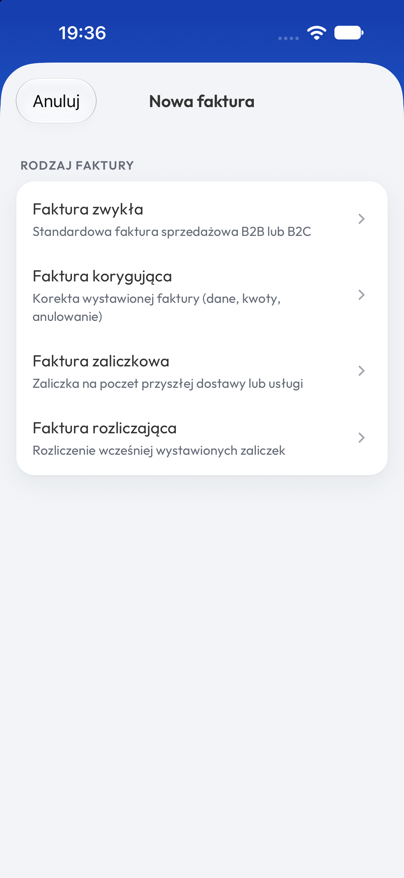 19:36
Anuluj
Nowa faktura
RODZAJ FAKTURY
Faktura zwykła
Standardowa faktura sprzedażowa B2B lub B2C
Faktura korygująca
Korekta wystawionej faktury (dane, kwoty,
anulowanie)
Faktura zaliczkowa
Zaliczka na poczet przyszłej dostawy lub usługi
Faktura rozliczająca
Rozliczenie wcześniej wystawionych zaliczek